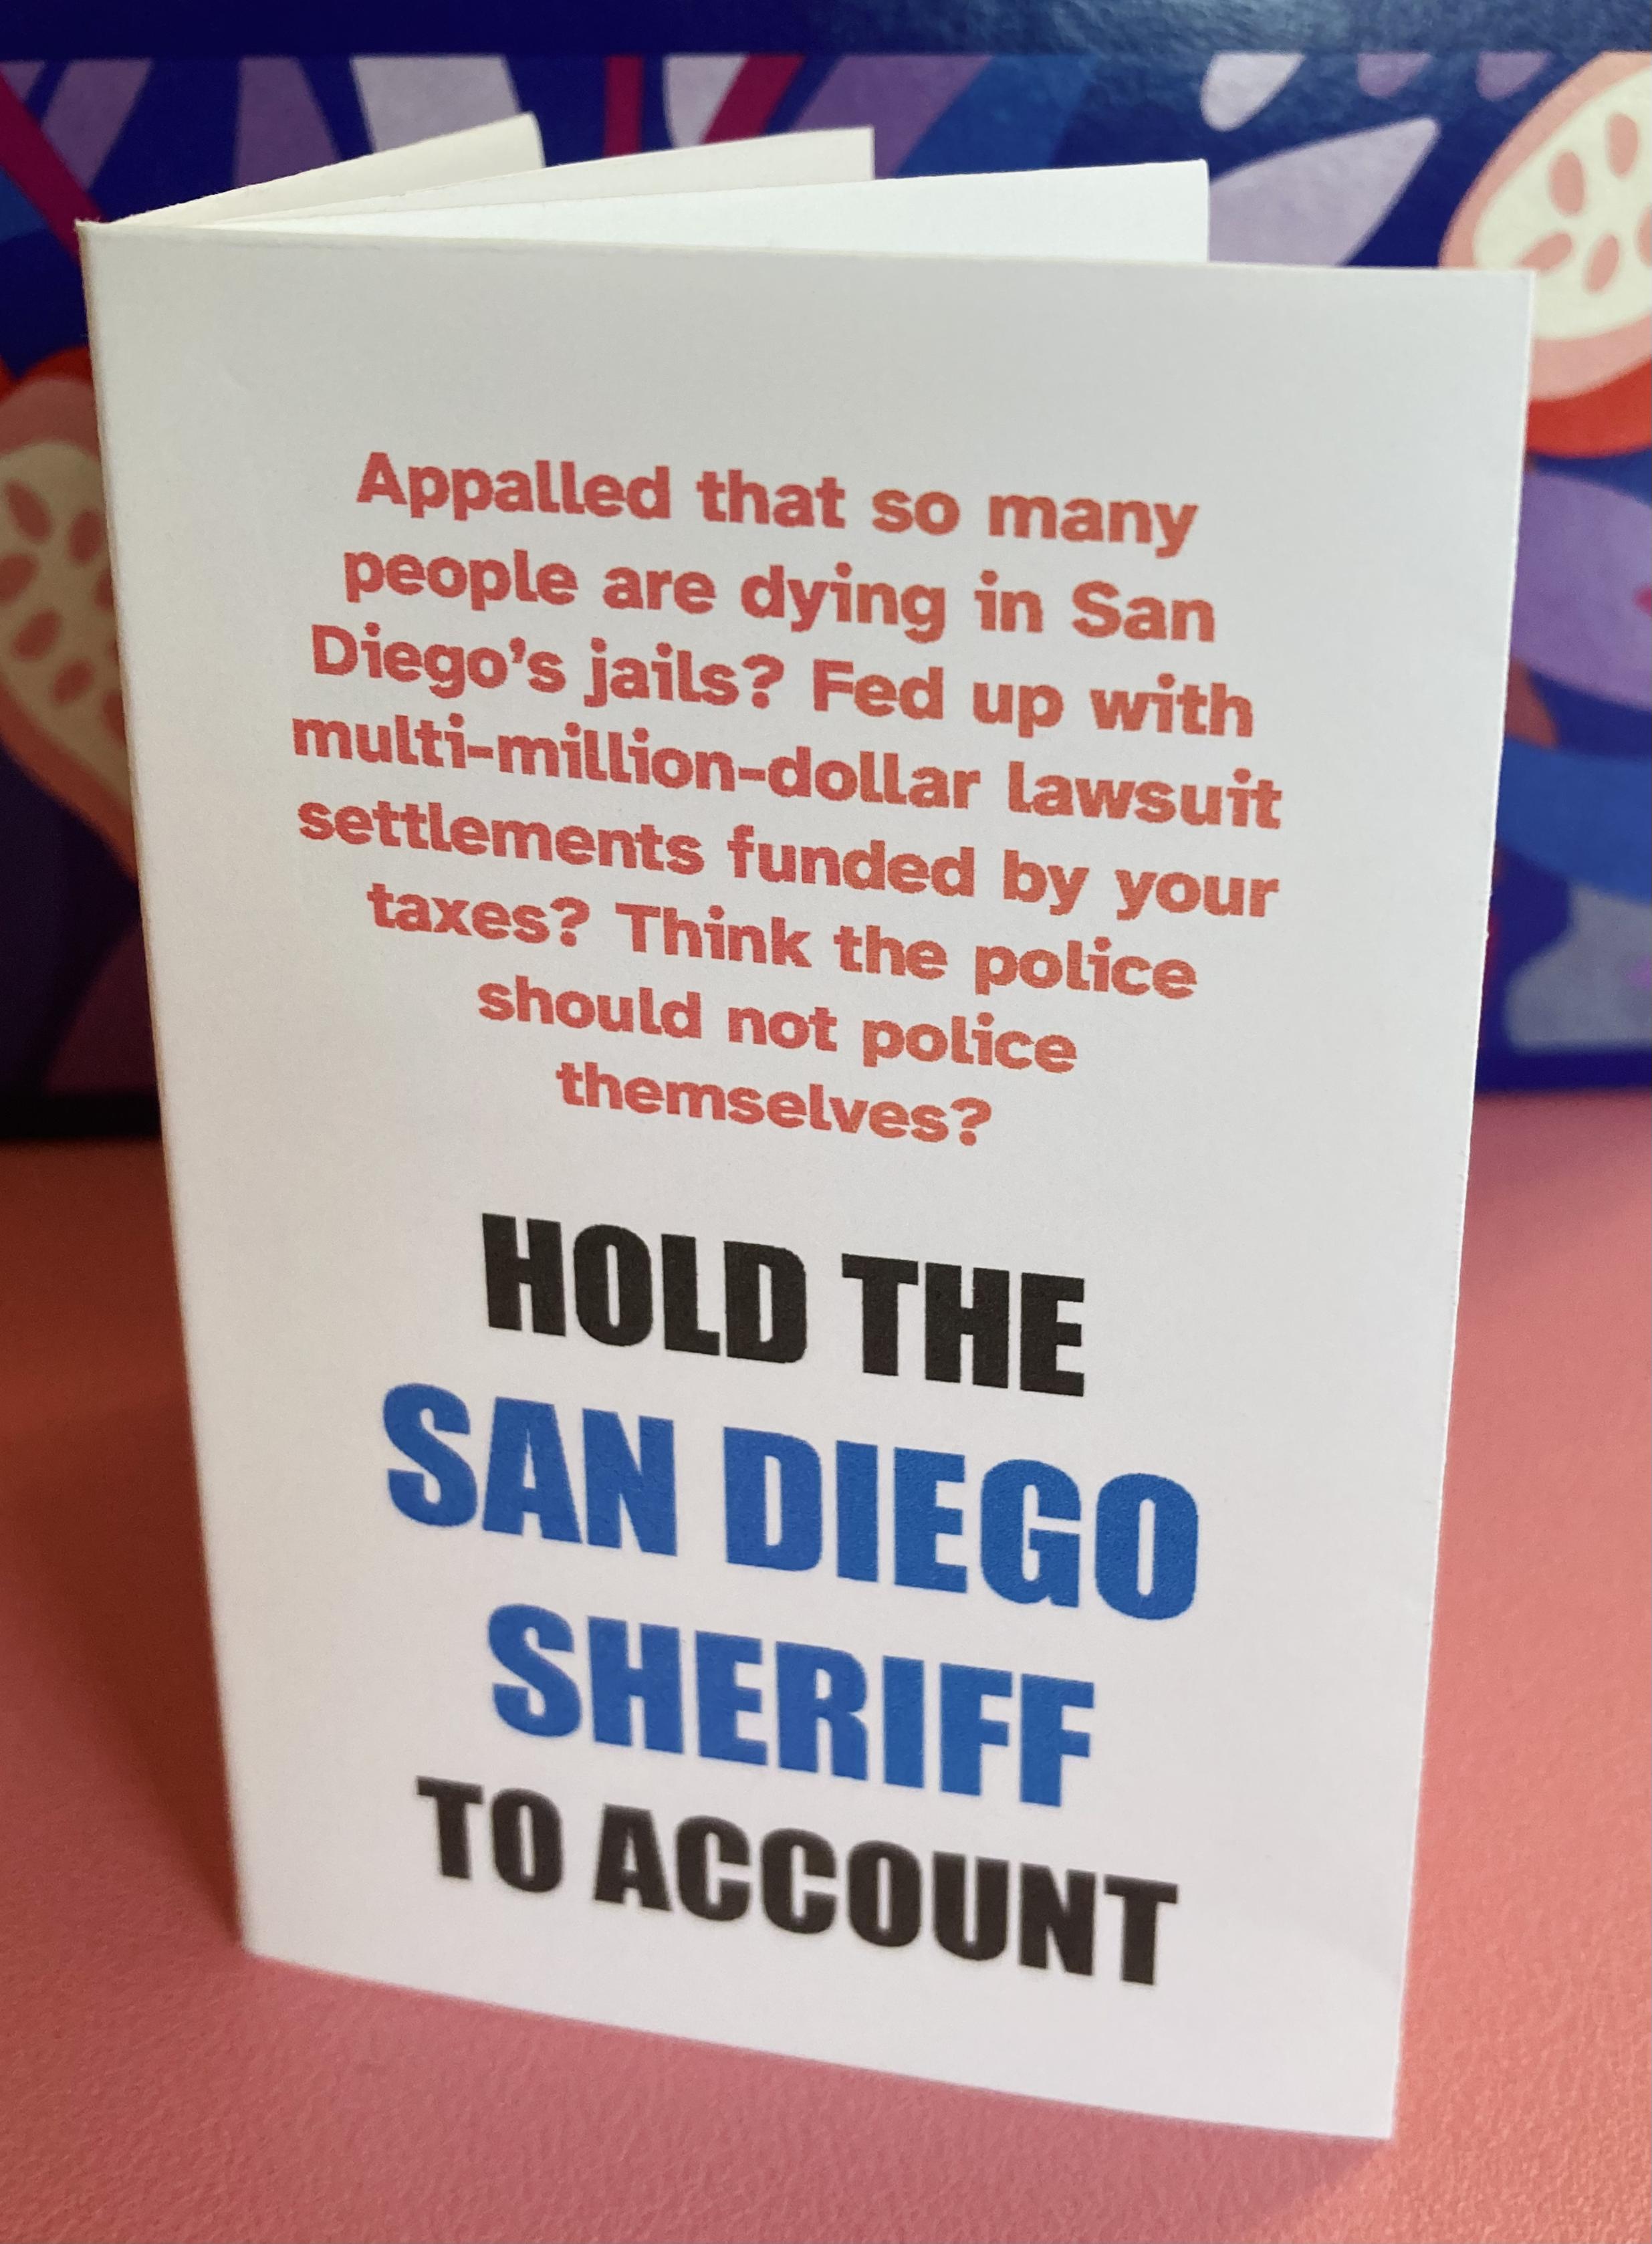 Appalled that so many
people are dying in San
Diego’s jails? Fed up with
multi-million-dollar lawsuit
settlements funded by your
taxes? Think the police
should not police
themselves?
HOLD THE
SAN DIEGO
SHERIFF
TO ACCOUNT